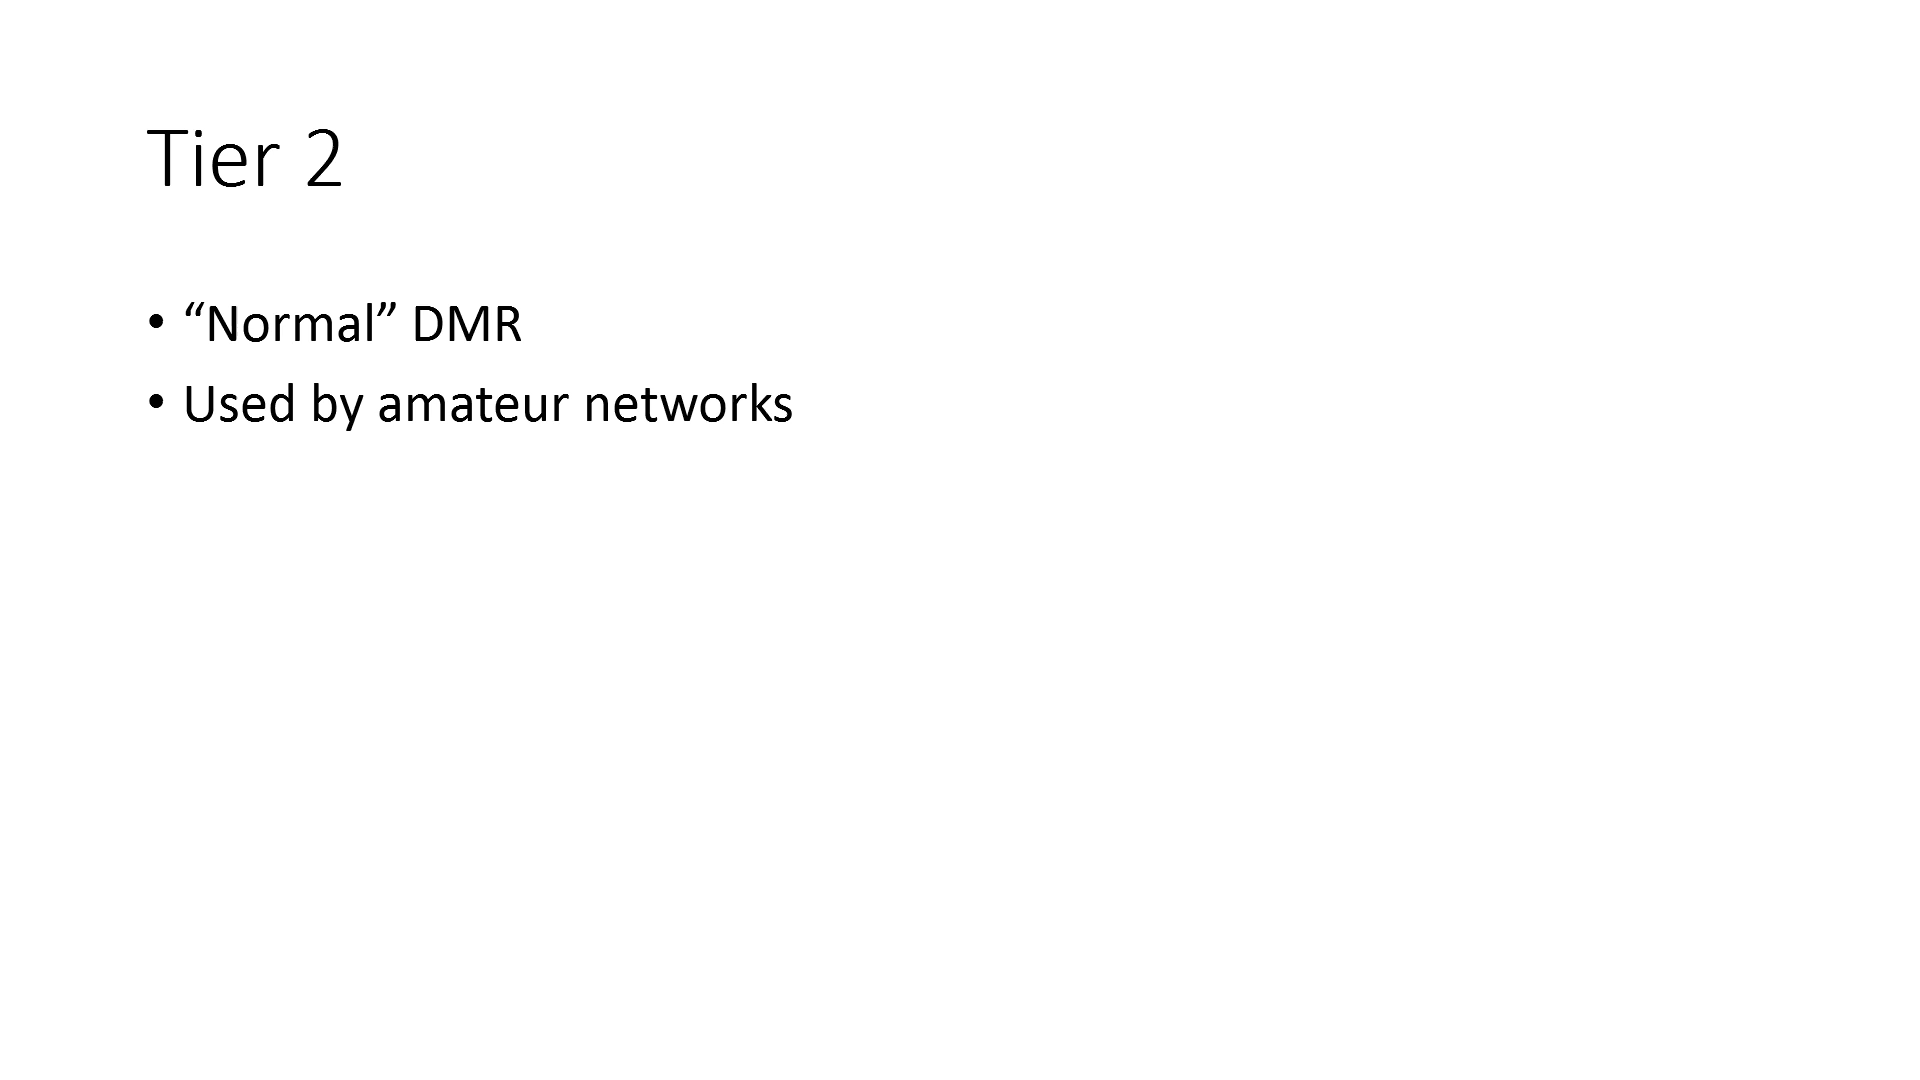 Tier 2
• “Normal” DMR
• Used by amateur networks